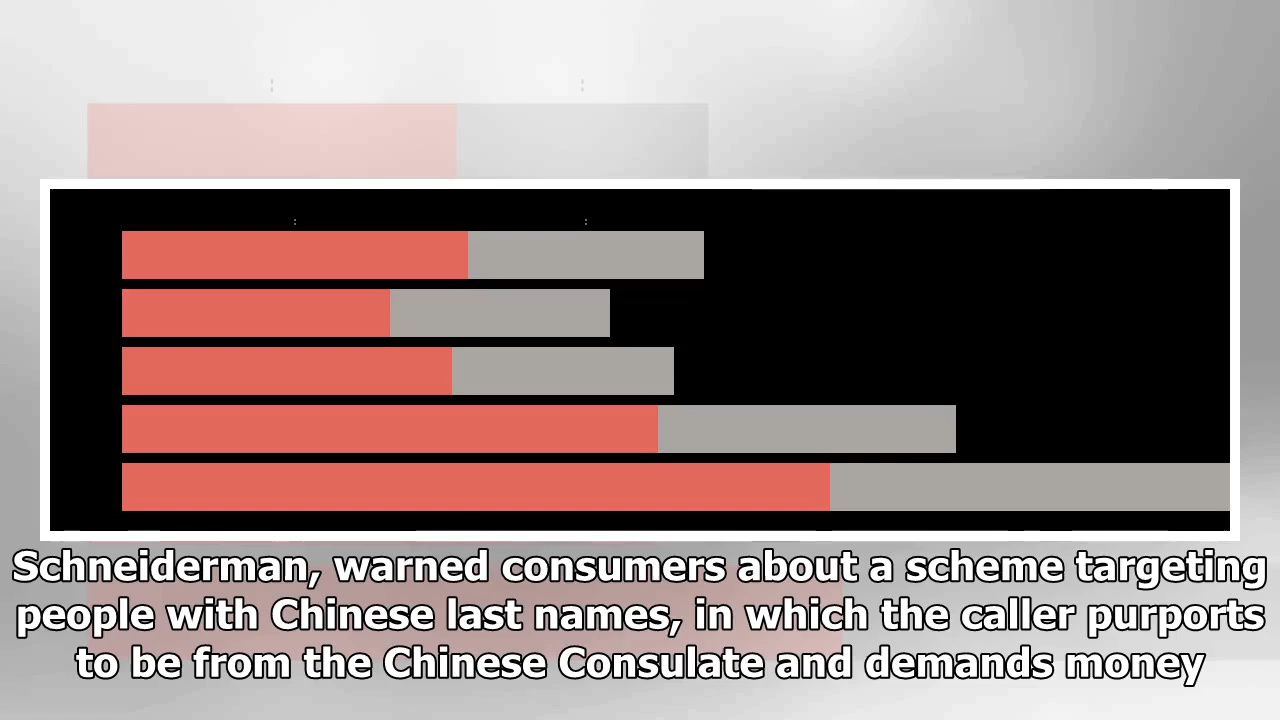 Schneiderman, warned consumers about a scheme targeting
people with Chinese last names, in which the caller purports
to be from the Chinese Consulate and demands money